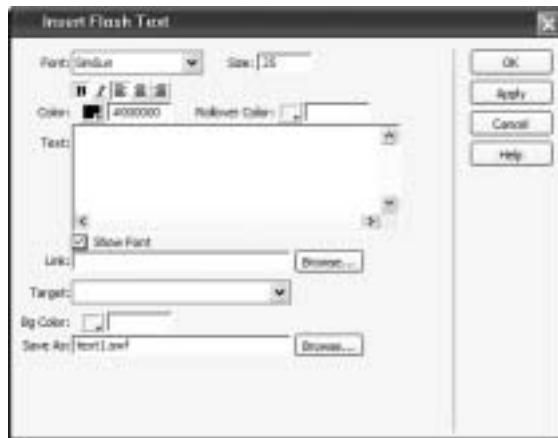 Insert Flash Text
Font: SimSun Size: 25
B I
Color: #000000 Rollover Color:
Text:
Show Font
Link: Browse...
Target:
Bg Color:
Save As: text1.swf Browse...
OK
Apply
Cancel
Help